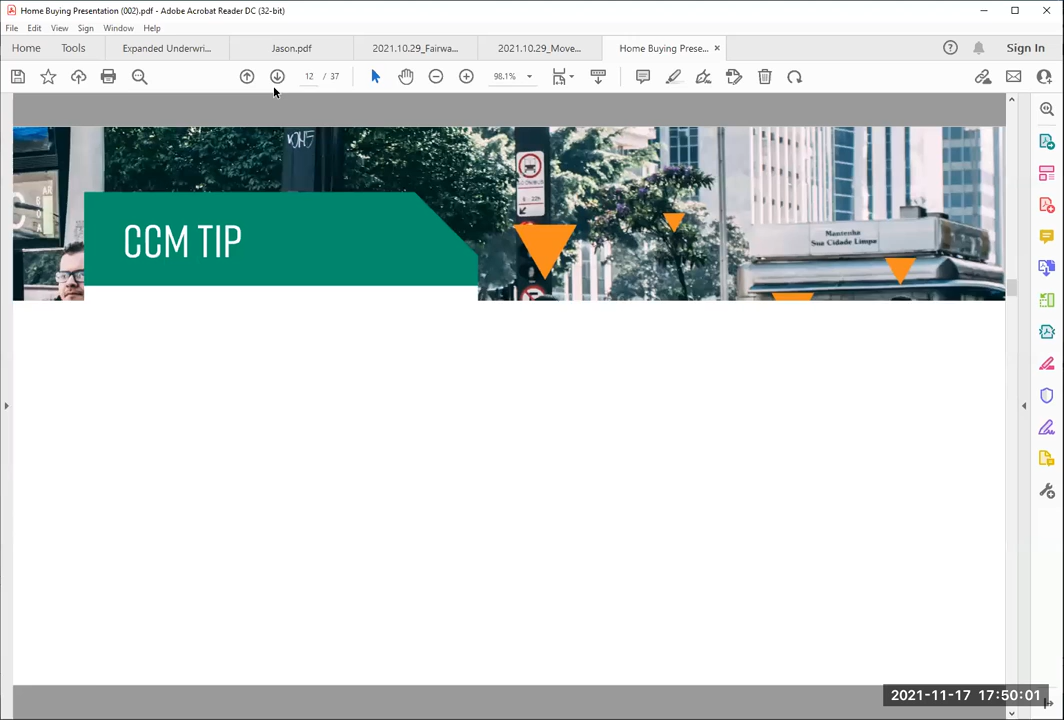 Home Buying Presentation (002).pdf - Adobe Acrobat Reader DC (32-bit)
File Edit View Sign Window Help
Home Tools Expanded Underwri... Jason.pdf 2021.10.29_Fairwa... 2021.10.29_Move... Home Buying Prese... × Sign In
12 / 37 98.1%
CCM TIP
Mantenha
Sua Cidade Limpa
2021-11-17 17:50:01